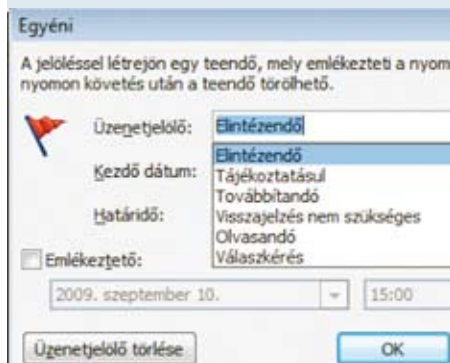 Egyéni
A jelöléssel létrejön egy teendő, mely emlékezteti a nyom
nyomon követés után a teendő törölhető.
Üzenetjelölő: Elintézendő
Elintézendő
Kezdő dátum: Tájékoztatásul
Továbbítandó
Határidő: Visszajelzés nem szükséges
Olvasandó
Emlékeztető: Válaszkérés
2009. szeptember 10. 15:00
Üzenetjelölő törlése OK